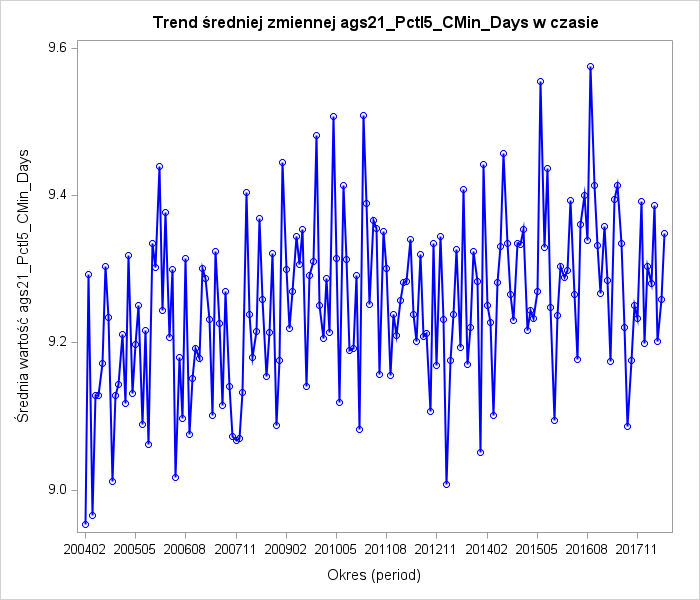 Trend średniej zmiennej ags21_Pctl5_CMin_Days w czasie
Średnia wartość ags21_Pctl5_CMin_Days
9.6
9.4
9.2
9.0
200402 200505 200608 200711 200902 201005 201108 201211 201402 201505 201608 201711
Okres (period)